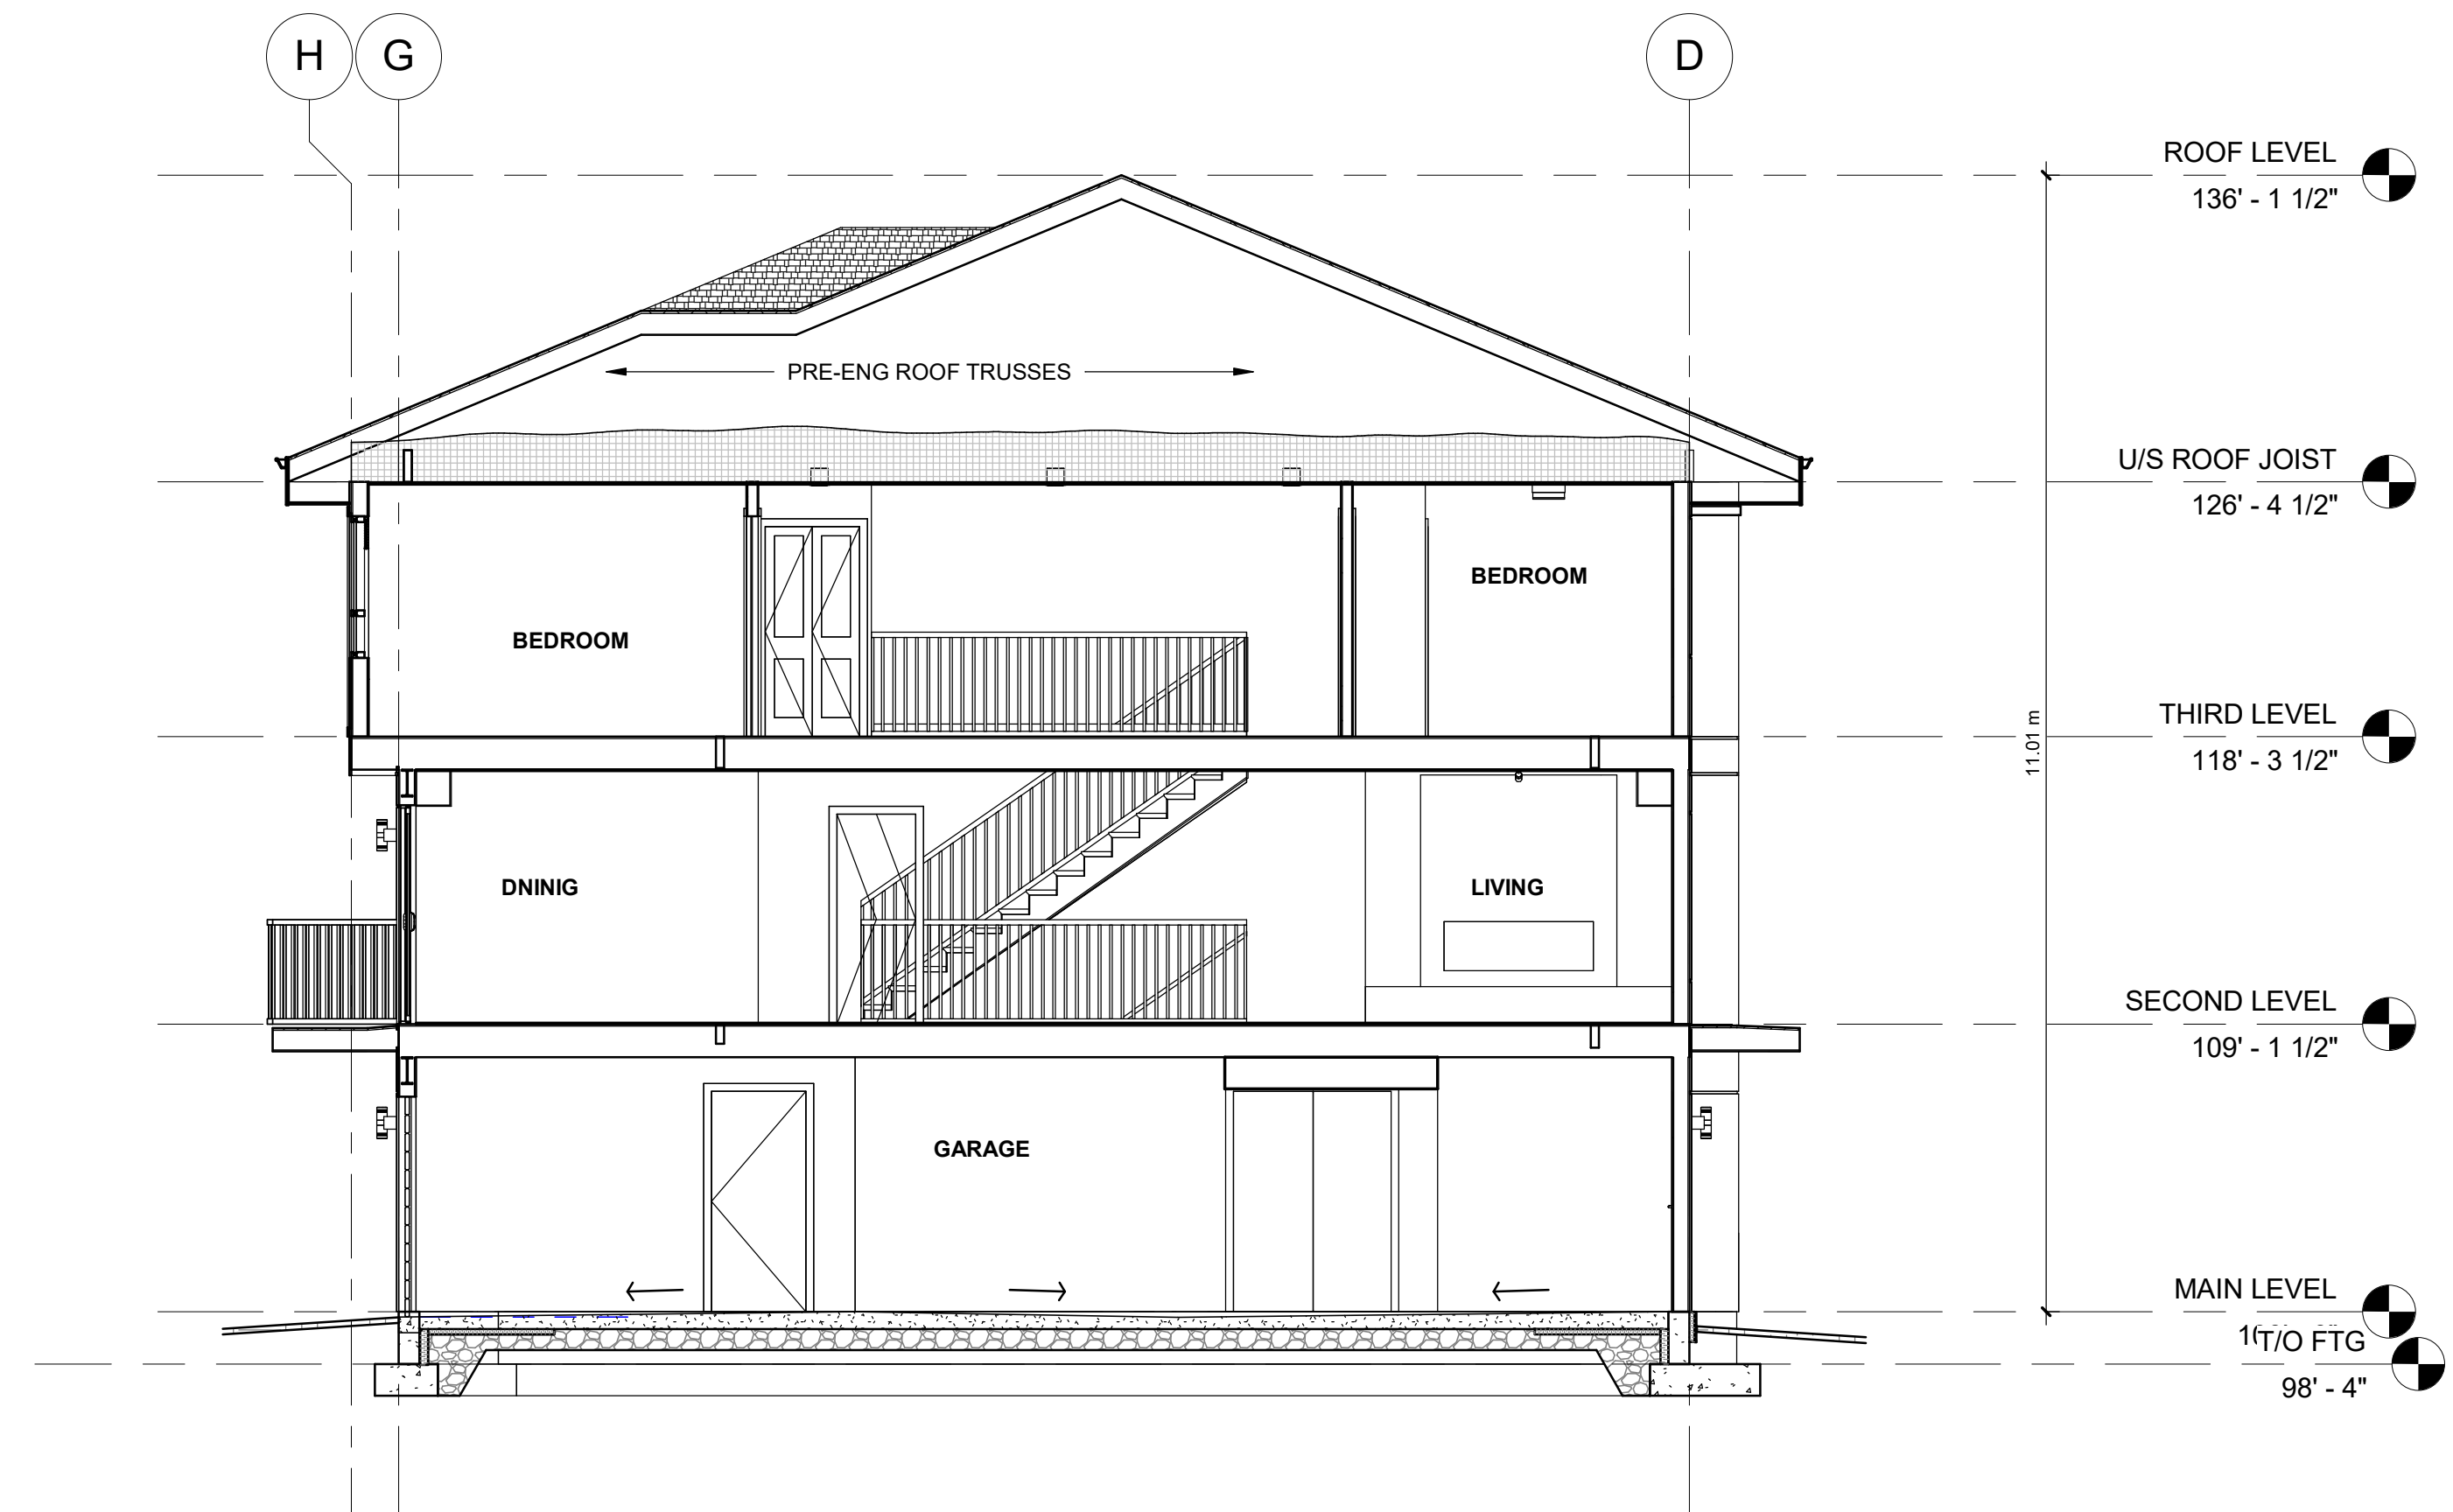 H
G
D
ROOF LEVEL
136' - 1 1/2"
PRE-ENG ROOF TRUSSES
U/S ROOF JOIST
126' - 4 1/2"
BEDROOM
BEDROOM
THIRD LEVEL
118' - 3 1/2"
11.01 m
DNINIG
LIVING
SECOND LEVEL
109' - 1 1/2"
GARAGE
MAIN LEVEL
T/O FTG
98' - 4"